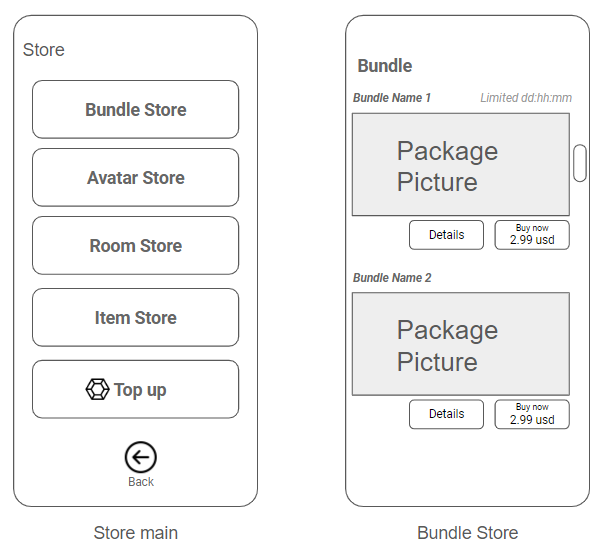 Store
Bundle Store
Avatar Store
Room Store
Item Store
Top up
Back
Store main
Bundle
Bundle Name 1
Limited dd:hh:mm
Package
Picture
Details
Buy now
2.99 usd
Bundle Name 2
Package
Picture
Details
Buy now
2.99 usd
Bundle Store